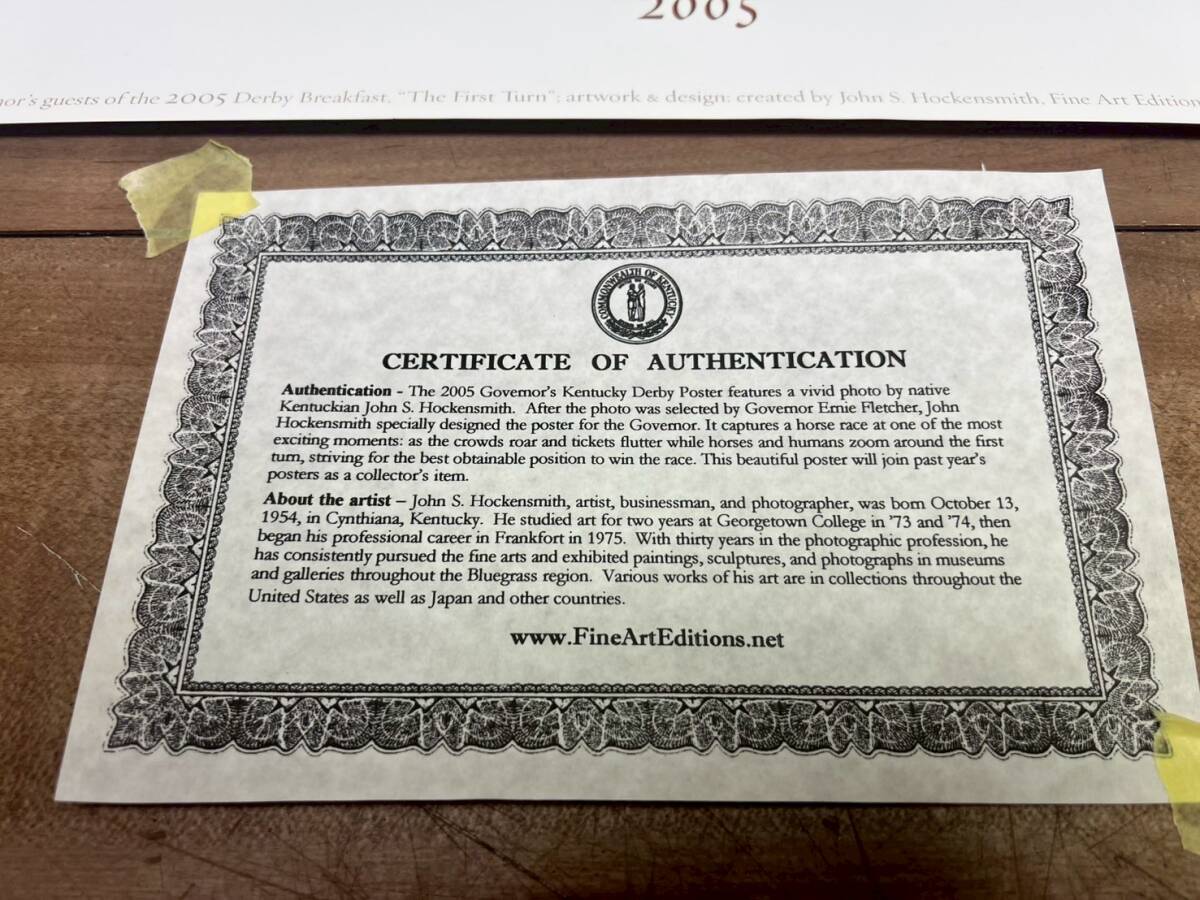 2005
nor's guests of the 2005 Derby Breakfast. "The First Turn"; artwork & design: created by John S. Hockensmith. Fine Art Edition
COMMONWEALTH OF KENTUCKY
CERTIFICATE OF AUTHENTICATION
Authentication - The 2005 Governor's Kentucky Derby Poster features a vivid photo by native
Kentuckian John S. Hockensmith. After the photo was selected by Governor Ernie Fletcher, John
Hockensmith specially designed the poster for the Governor. It captures a horse race at one of the most
exciting moments: as the crowds roar and tickets flutter while horses and humans zoom around the first
turn, striving for the best obtainable position to win the race. This beautiful poster will join past year's
posters as a collector's item.
About the artist – John S. Hockensmith, artist, businessman, and photographer, was born October 13,
1954, in Cynthiana, Kentucky. He studied art for two years at Georgetown College in '73 and '74, then
began his professional career in Frankfort in 1975. With thirty years in the photographic profession, he
has consistently pursued the fine arts and exhibited paintings, sculptures, and photographs in museums
and galleries throughout the Bluegrass region. Various works of his art are in collections throughout the
United States as well as Japan and other countries.
www.FineArtEditions.net